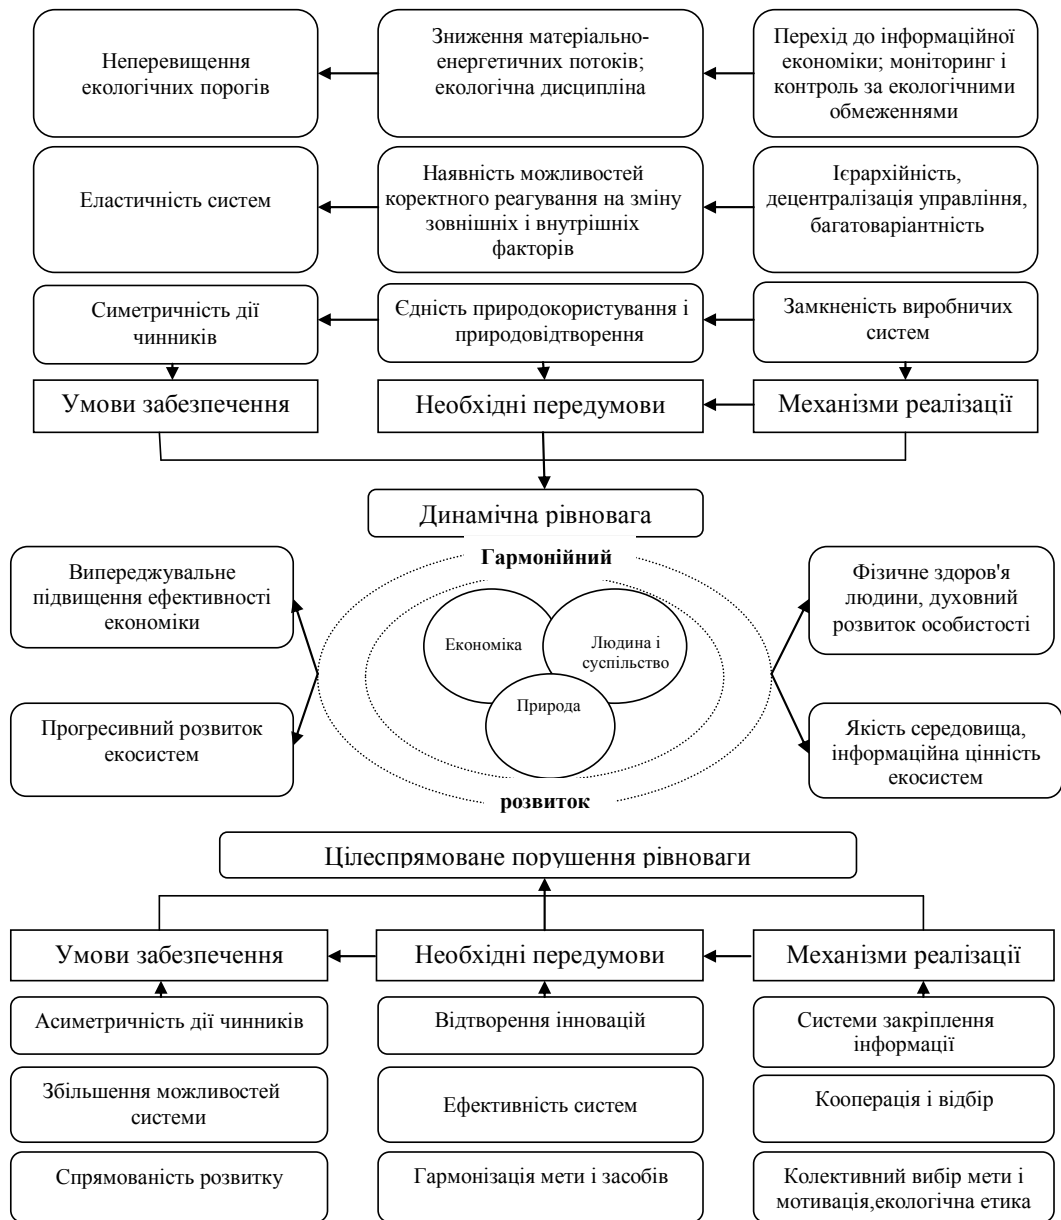 Неперевищення
екологічних порогів
Зниження матеріально-
енергетичних потоків;
екологічна дисципліна
Перехід до інформаційної
економіки; моніторинг і
контроль за екологічними
обмеженнями
Еластичність систем
Наявність можливостей
коректного реагування на зміну
зовнішніх і внутрішніх
факторів
Ієрархійність,
децентралізація управління,
багатоваріантність
Симетричність дії
чинників
Єдність природокористування і
природовідтворення
Замкненість виробничих
систем
Умови забезпечення
Необхідні передумови
Механізми реалізації
Динамічна рівновага
Гармонійний
Випереджувальне
підвищення ефективності
економіки
Фізичне здоров'я
людини, духовний
розвиток особистості
Економіка
Людина і
суспільство
Природа
Прогресивний розвиток
екосистем
Якість середовища,
інформаційна цінність
екосистем
розвиток
Цілеспрямоване порушення рівноваги
Умови забезпечення
Необхідні передумови
Механізми реалізації
Асиметричність дії чинників
Відтворення інновацій
Системи закріплення
інформації
Збільшення можливостей
системи
Ефективність систем
Кооперація і відбір
Спрямованість розвитку
Гармонізація мети і засобів
Колективний вибір мети і
мотивація,екологічна етика